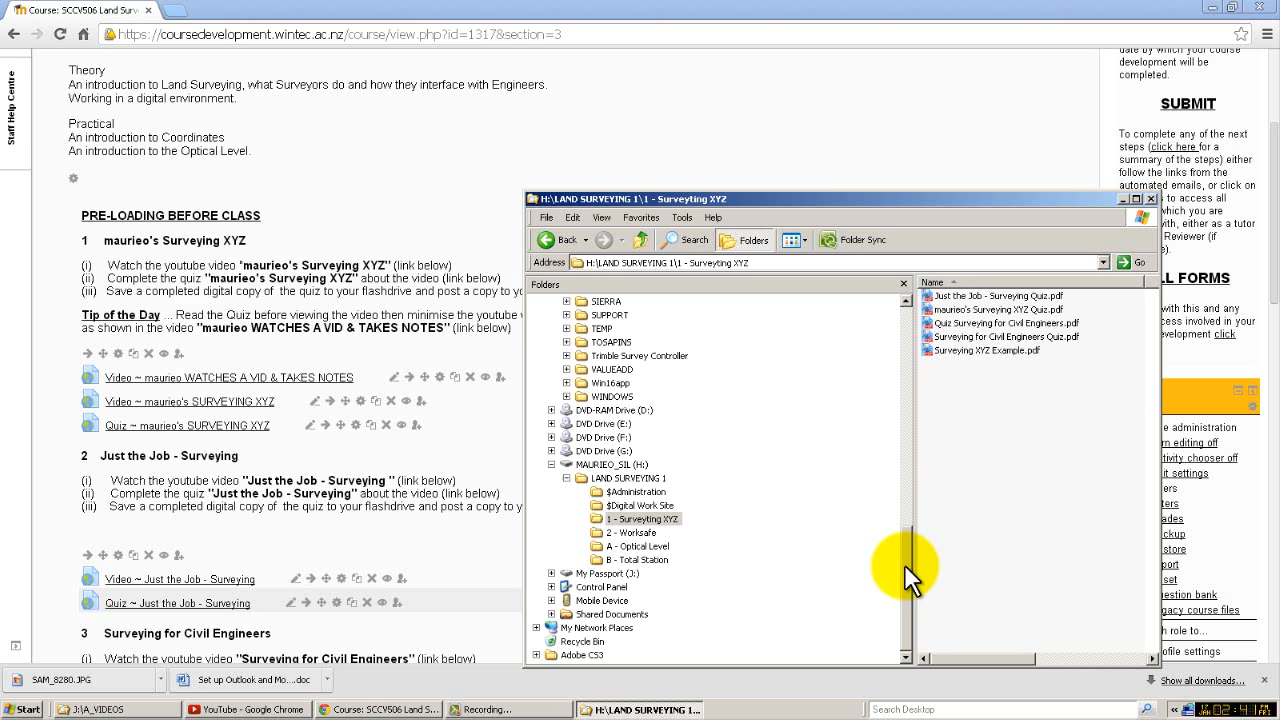 Course: SCCV506 Land Surv
https://coursedevelopment.wintec.ac.nz/course/view.php?id=1317&section=3
Staff Help Centre
Theory
An introduction to Land Surveying, what Surveyors do and how they interface with Engineers.
Working in a digital environment.
Practical
An introduction to Coordinates
An introduction to the Optical Level.
PRE-LOADING BEFORE CLASS
1 maurieo's Surveying XYZ
(i) Watch the youtube video "maurieo's Surveying XYZ" (link below)
(ii) Complete the quiz "maurieo's Surveying XYZ" about the video (link below)
(iii) Save a completed digital copy of the quiz to your flashdrive and post a copy to yo
Tip of the Day ... Read the Quiz before viewing the video then minimise the youtube
as shown in the video "maurieo WATCHES A VID & TAKES NOTES" (link below)
Video ~ maurieo WATCHES A VID & TAKES NOTES
Video ~ maurieo's SURVEYING XYZ
Quiz ~ maurieo's SURVEYING XYZ
2 Just the Job - Surveying
(i) Watch the youtube video "Just the Job - Surveying " (link below)
(ii) Complete the quiz "Just the Job - Surveying" about the video (link below)
(iii) Save a completed digital copy of the quiz to your flashdrive and post a copy to y
Video ~ Just the Job - Surveying
Quiz ~ Just the Job - Surveying
3 Surveying for Civil Engineers
(i) Watch the youtube video "Surveying for Civil Engineers" (link below)
date by which your course
development will be
completed.
SUBMIT
To complete any of the next
steps (click here for a
summary of the steps) either
follow the links from the
automated emails, or click on
s to access all
which you are
with, either as a tutor
Reviewer (if
LL FORMS
with this and any
cess involved in your
development click
administration
rn editing off
tivity chooser off
it settings
ers
ters
ades
ckup
store
port
set
estion bank
gacy course files
h role to...
ofile settings
H:\LAND SURVEYING 1\1 - Surveyting XYZ
File Edit View Favorites Tools Help
Back Search Folders Folder Sync
Address H:\LAND SURVEYING 1\1 - Surveyting XYZ Go
Folders
SIERRA
SUPPORT
TEMP
TOSAPINS
Trimble Survey Controller
VALUEADD
Win16app
WINDOWS
DVD-RAM Drive (D:)
DVD Drive (E:)
DVD Drive (F:)
DVD Drive (G:)
MAURIEO_SIL (H:)
LAND SURVEYING 1
$Administration
$Digital Work Site
1 - Surveyting XYZ
2 - Worksafe
A - Optical Level
B - Total Station
My Passport (J:)
Control Panel
Mobile Device
Shared Documents
My Network Places
Recycle Bin
Adobe CS3
Name
Just the Job - Surveying Quiz.pdf
maurieo's Surveying XYZ Quiz.pdf
Quiz Surveying for Civil Engineers.pdf
Surveying for Civil Engineers Quiz.pdf
Surveying XYZ Example.pdf
SAM_8280.JPG
Set up Outlook and Mo....doc
Show all downloads...
Start
J:\A_VIDEOS
YouTube - Google Chrome
Course: SCCV506 Land S...
Recording...
H:\LAND SURVEYING 1...
Search Desktop